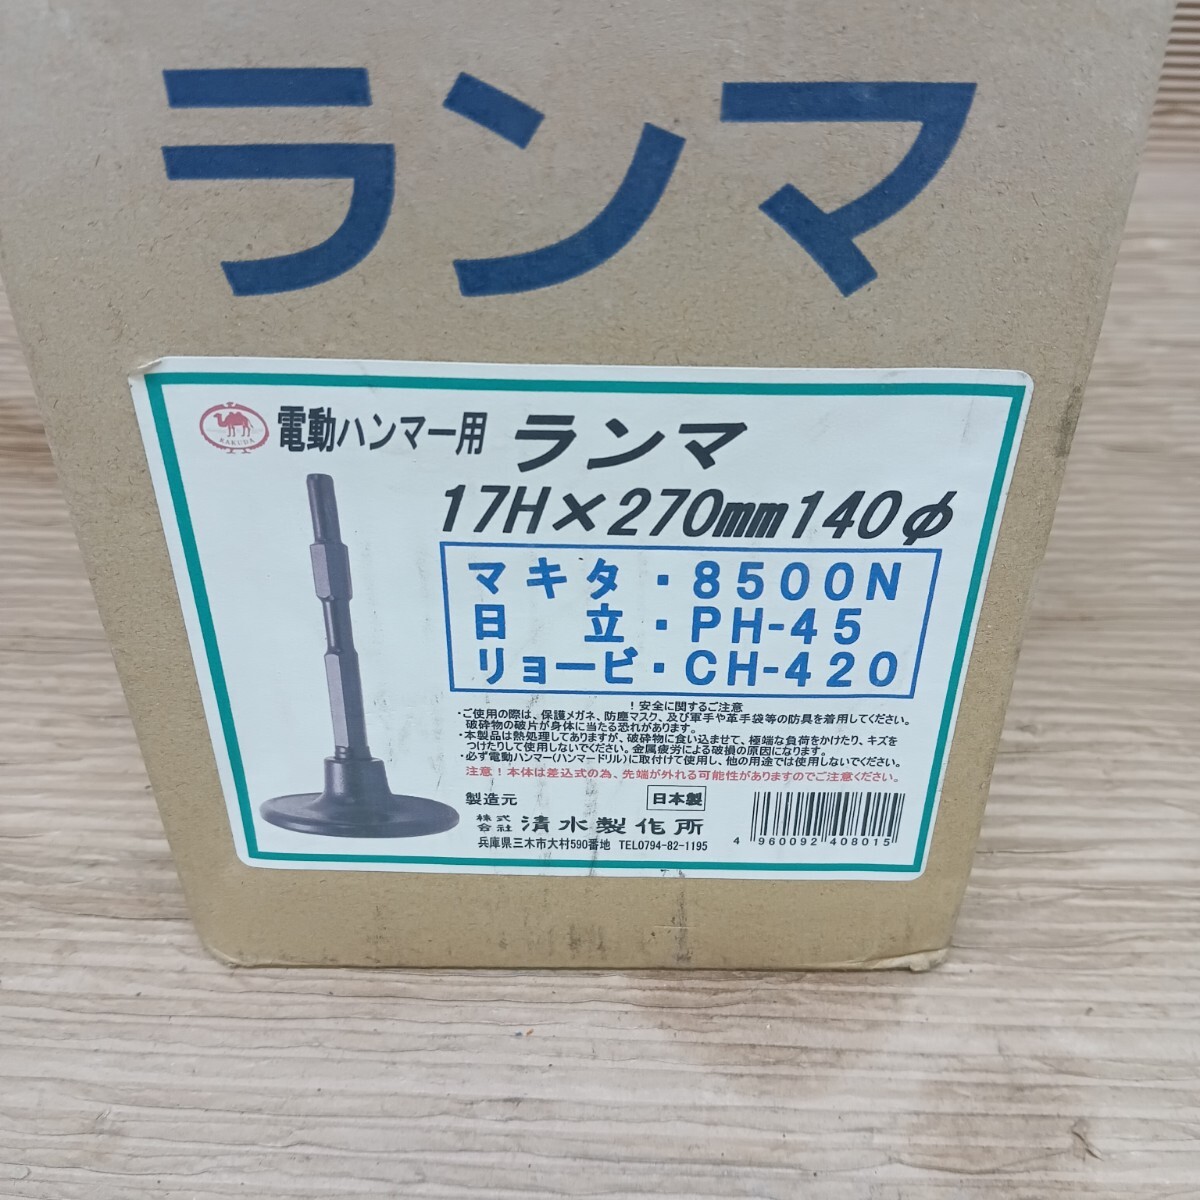 ランマ
RAKUDA
電動ハンマー用 ランマ
17H×270mm140φ
マキタ・8500N
日立・PH-45
リョービ・CH-420
！安全に関するご注意
・ご使用の際は、保護メガネ、防塵マスク、及び軍手や革手袋等の防具を着用してください。
破砕物の破片が身体に当たる恐れがあります。
・本製品は熱処理してありますが、破砕物に食い込ませて、極端な負荷をかけたり、キズを
つけたりして使用しないでください。金属疲労による破損の原因になります。
・必ず電動ハンマー(ハンマードリル)に取付けて使用し、他の用途では使用しないでください。
注意！本体は差込式の為、先端が外れる可能性がありますのでご注意ください。
製造元 日本製
株式会社 清水製作所
兵庫県三木市大村590番地 TEL0794-82-1195
4 960092 408015